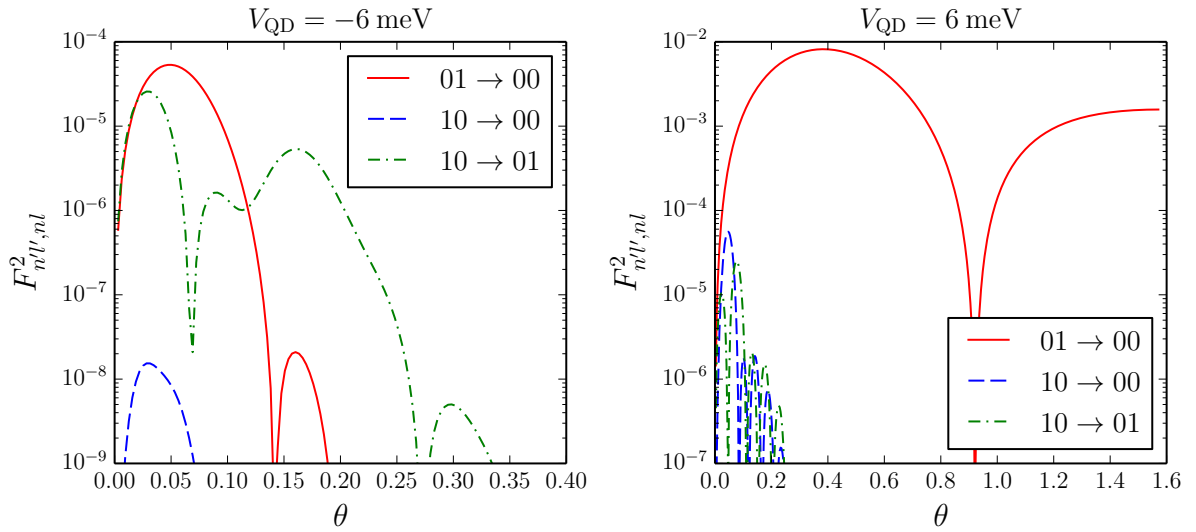 V_QD = −6 meV
10^−4
10^−5
10^−6
10^−7
10^−8
10^−9
F^2_{n′l′,nl}
01 → 00
10 → 00
10 → 01
0.00 0.05 0.10 0.15 0.20 0.25 0.30 0.35 0.40
θ
V_QD = 6 meV
10^−2
10^−3
10^−4
10^−5
10^−6
10^−7
F^2_{n′l′,nl}
01 → 00
10 → 00
10 → 01
0.0 0.2 0.4 0.6 0.8 1.0 1.2 1.4 1.6
θ